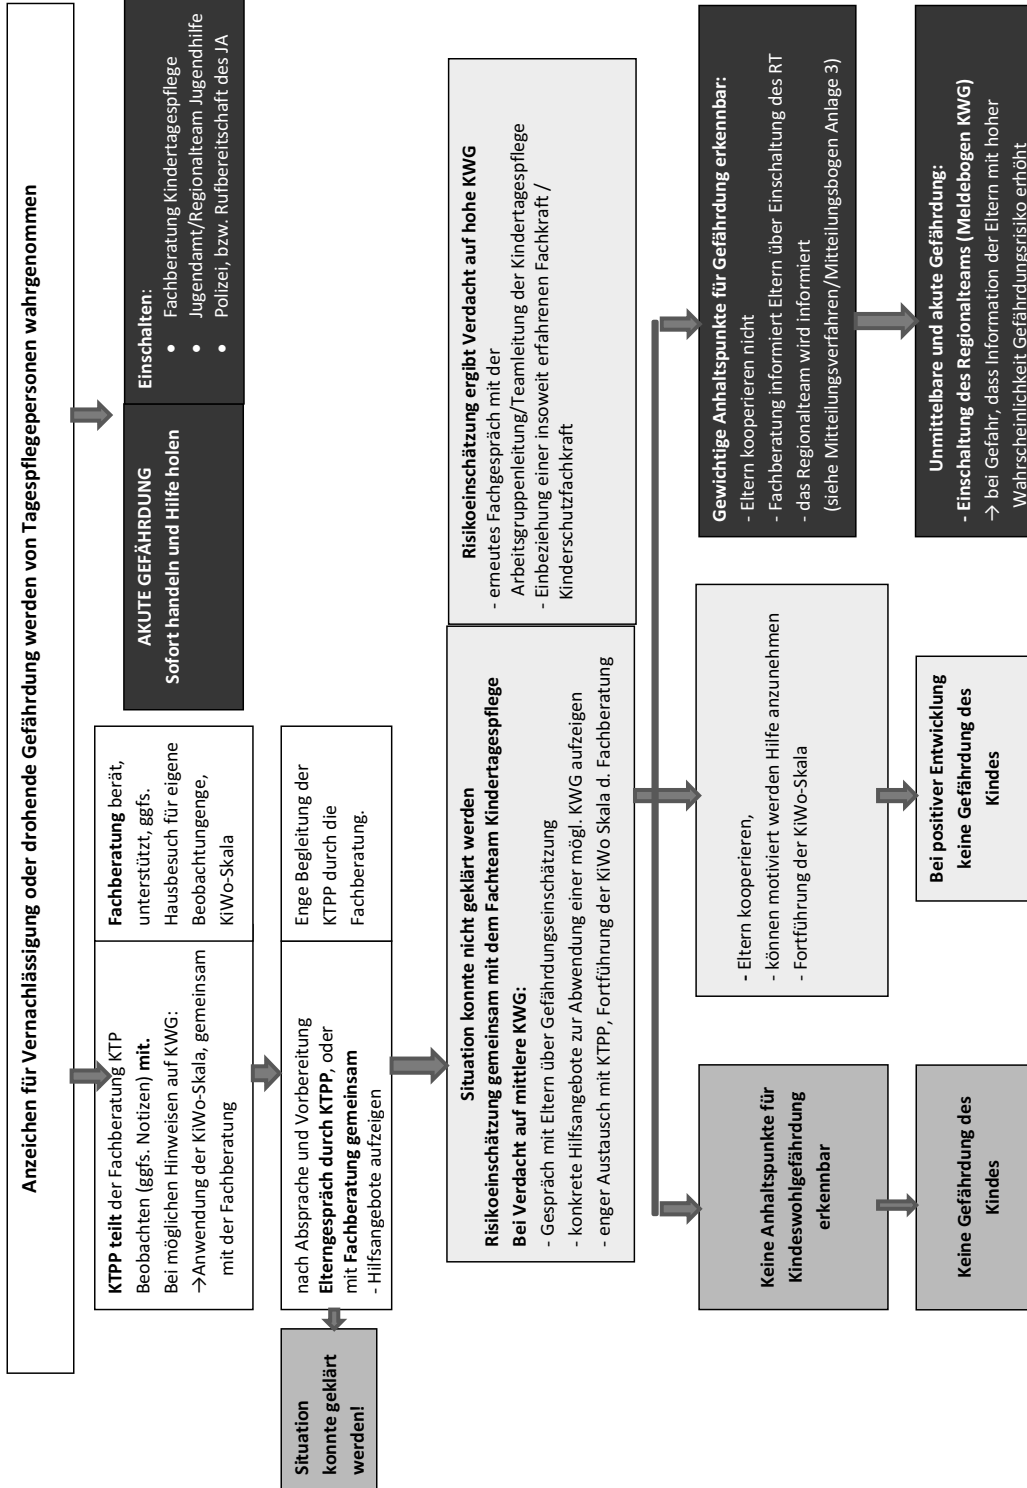 Anzeichen für Vernachlässigung oder drohende Gefährdung werden von Tagespflegepersonen wahrgenommen
KTPP teilt der Fachberatung KTP
Beobachten (ggfs. Notizen) mit.
Bei möglichen Hinweisen auf KWG:
→Anwendung der KiWo-Skala, gemeinsam
mit der Fachberatung
Fachberatung berät,
unterstützt, ggfs.
Hausbesuch für eigene
Beobachtungenge,
KiWo-Skala
AKUTE GEFÄHRDUNG
Sofort handeln und Hilfe holen
Einschalten:
• Fachberatung Kindertagespflege
• Jugendamt/Regionalteam Jugendhilfe
• Polizei, bzw. Rufbereitschaft des JA
Situation
konnte geklärt
werden!
nach Absprache und Vorbereitung
Elterngespräch durch KTPP, oder
mit Fachberatung gemeinsam
- Hilfsangebote aufzeigen
Enge Begleitung der
KTPP durch die
Fachberatung.
Situation konnte nicht geklärt werden
Risikoeinschätzung gemeinsam mit dem Fachteam Kindertagespflege
Bei Verdacht auf mittlere KWG:
- Gespräch mit Eltern über Gefährdungseinschätzung
- konkrete Hilfsangebote zur Abwendung einer mögl. KWG aufzeigen
- enger Austausch mit KTPP, Fortführung der KiWo Skala d. Fachberatung
Risikoeinschätzung ergibt Verdacht auf hohe KWG
- erneutes Fachgespräch mit der
Arbeitsgruppenleitung/Teamleitung der Kindertagespflege
- Einbeziehung einer insoweit erfahrenen Fachkraft /
Kinderschutzfachkraft
Keine Anhaltspunkte für
Kindeswohlgefährdung
erkennbar
- Eltern kooperieren,
- können motiviert werden Hilfe anzunehmen
- Fortführung der KiWo-Skala
Gewichtige Anhaltspunkte für Gefährdung erkennbar:
- Eltern kooperieren nicht
- Fachberatung informiert Eltern über Einschaltung des RT
- das Regionalteam wird informiert
(siehe Mitteilungsverfahren/Mitteilungsbogen Anlage 3)
Keine Gefährdung des
Kindes
Bei positiver Entwicklung
keine Gefährdung des
Kindes
Unmittelbare und akute Gefährdung:
- Einschaltung des Regionalteams (Meldebogen KWG)
→ bei Gefahr, dass Information der Eltern mit hoher
Wahrscheinlichkeit Gefährdungsrisiko erhöht